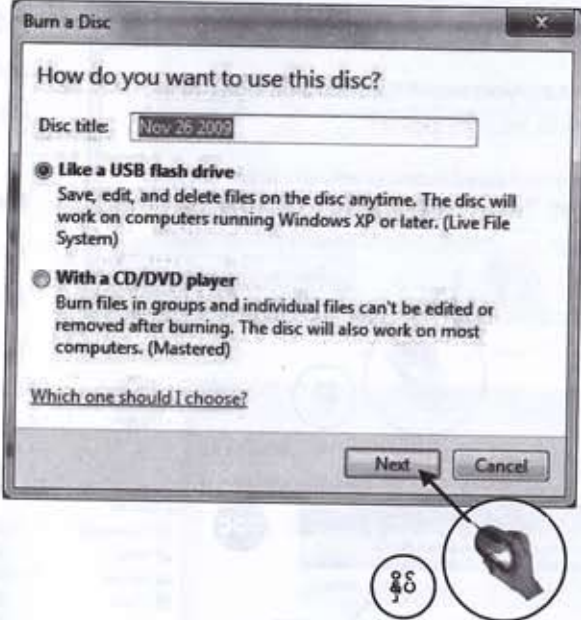 Burn a Disc
How do you want to use this disc?
Disc title: Nov 26 2009
Like a USB flash drive
Save, edit, and delete files on the disc anytime. The disc will
work on computers running Windows XP or later. (Live File
System)
With a CD/DVD player
Burn files in groups and individual files can't be edited or
removed after burning. The disc will also work on most
computers. (Mastered)
Which one should I choose?
Next Cancel